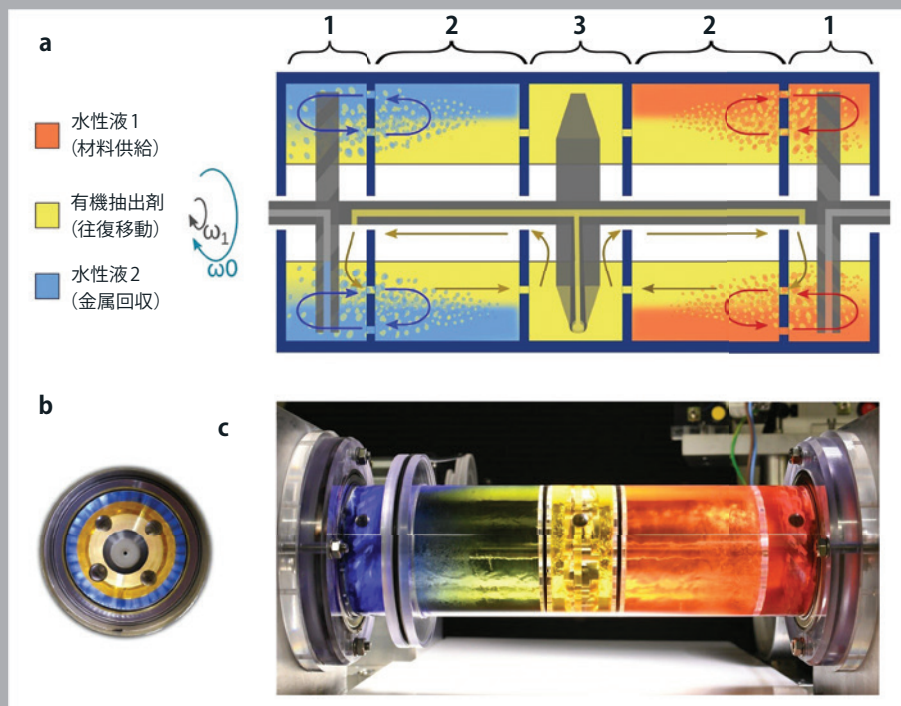 1 2 3 2 1
a
水性液1
(材料供給)
有機抽出剤
(往復移動)
水性液2
(金属回収)
ω₁
ω0
b
c